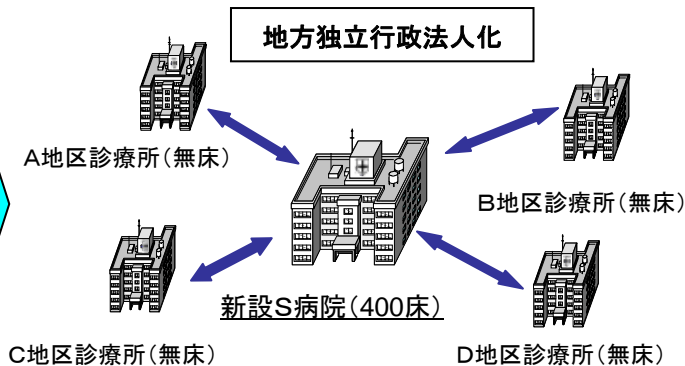 地方独立行政法人化
A地区診療所(無床)
B地区診療所(無床)
新設S病院(400床)
C地区診療所(無床)
D地区診療所(無床)